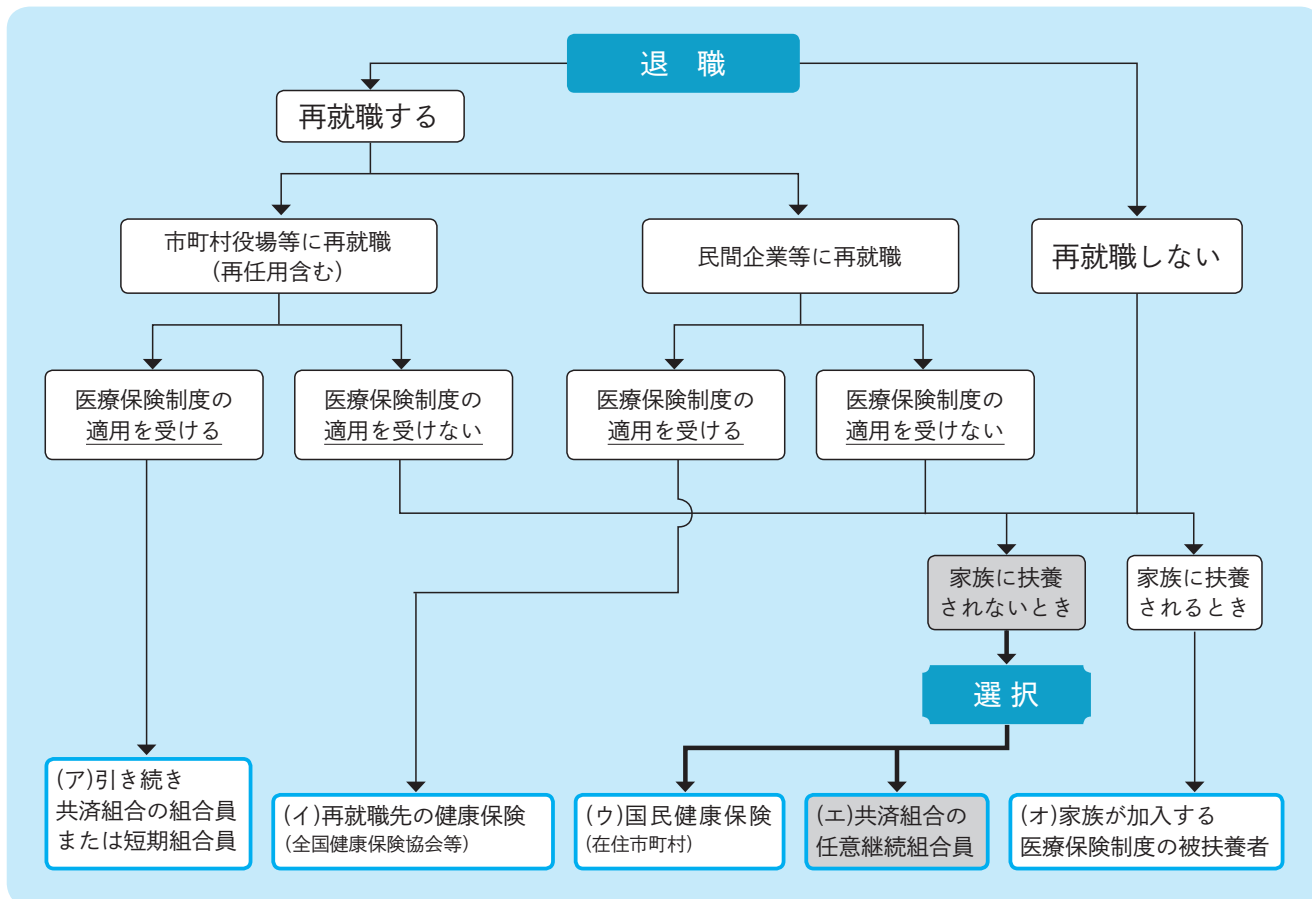 退 職
再就職する
市町村役場等に再就職
(再任用含む)
民間企業等に再就職
再就職しない
医療保険制度の
適用を受ける
医療保険制度の
適用を受けない
医療保険制度の
適用を受ける
医療保険制度の
適用を受けない
家族に扶養
されないとき
家族に扶養
されるとき
選 択
(ア)引き続き
共済組合の組合員
または短期組合員
(イ)再就職先の健康保険
(全国健康保険協会等)
(ウ)国民健康保険
(在住市町村)
(エ)共済組合の
任意継続組合員
(オ)家族が加入する
医療保険制度の被扶養者